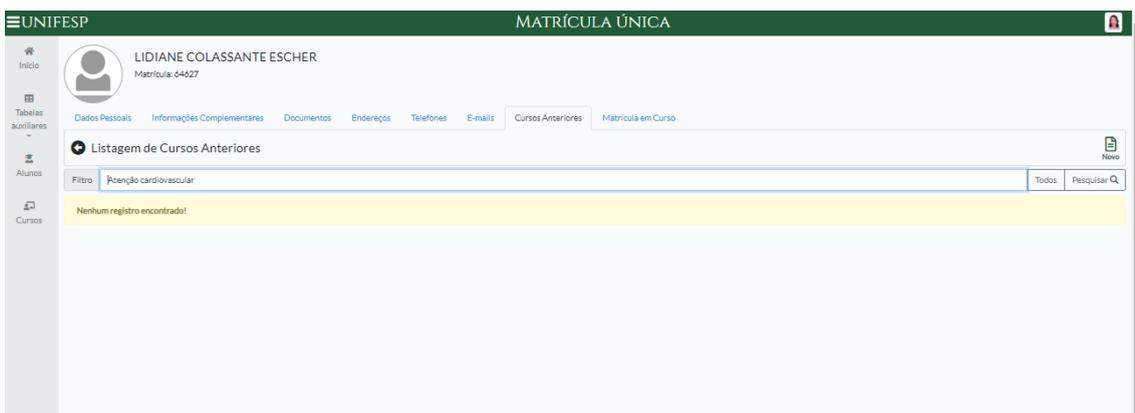 UNIFESP
MATRÍCULA ÚNICA
Início
Tabelas
auxiliares
Alunos
Cursos
LIDIANE COLASSANTE ESCHER
Matrícula: 64627
Dados Pessoais Informações Complementares Documentos Endereços Telefones E-mails Cursos Anteriores Matrícula em Curso
Listagem de Cursos Anteriores
Novo
Filtro Atenção cardiovascular Todos Pesquisar
Nenhum registro encontrado!